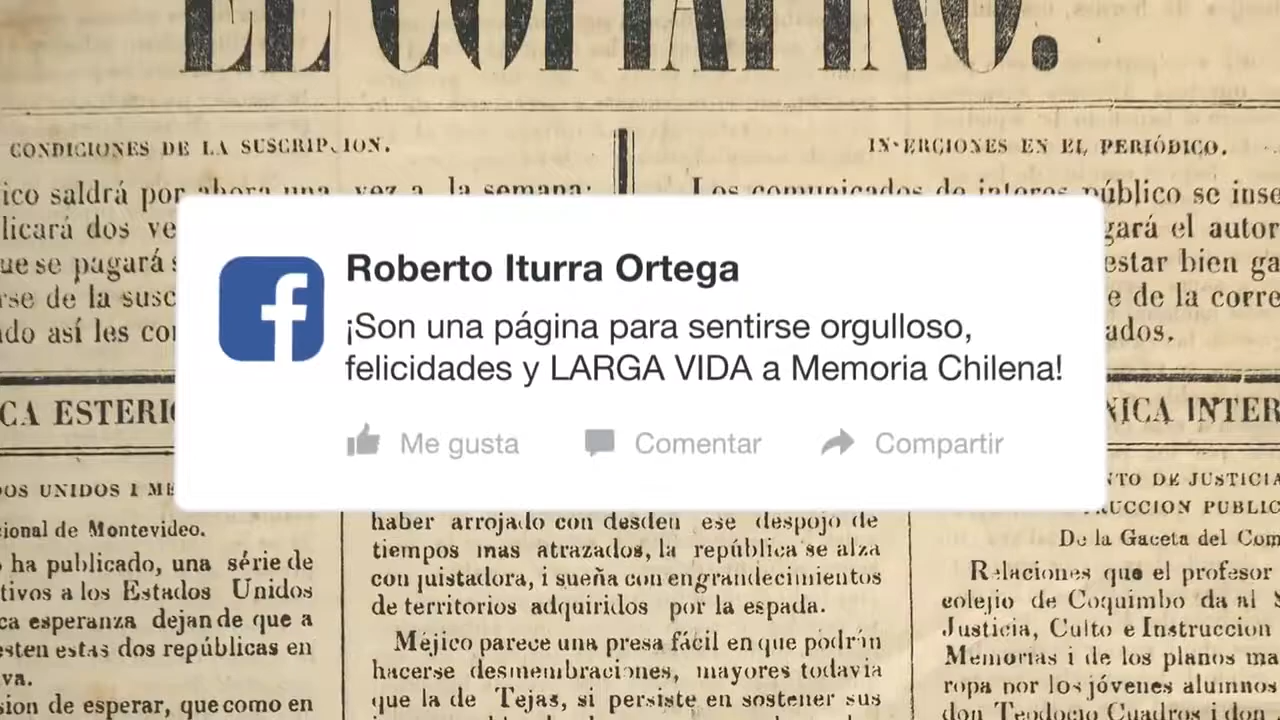 EL COPIAPINO.
CONDICIONES DE LA SUSCRIPCION.
ico saldrá por ahora una vez a la semana;
licará dos ve
ue se pagará
rse de la susc
do así les co
IN-ERCIONES EN EL PERIÓDICO.
Los comunicados de interes público se inse
gará el autor
estar bien ga
e de la corre
ados.
Roberto Iturra Ortega
¡Son una página para sentirse orgulloso,
felicidades y LARGA VIDA a Memoria Chilena!
Me gusta Comentar Compartir
CA ESTERI
OS UNIDOS I ME
cional de Montevideo.
ha publicado, una série de
tivos a los Estados Unidos
ca esperanza dejan de que a
esten estas dos repúblicas en
va.
sion de esperar, que como en
haber arrojado con desden ese despojo de
tiempos mas atrazados, la república se alza
con juistadora, i sueña con engrandecimientos
de territorios adquiridos por la espada.
Méjico parece una presa fácil en que podrán
hacerse desmembraciones, mayores todavia
que la de Tejas, si persiste en sostener sus
NICA INTER
NTO DE JUSTICIA
RUCCION PUBLIC
De la Gaceta del Com
Relaciones que el profesor
colejio de Coquimbo da al
Justicia, Culto e Instruccion
Memorias i de los planos ma
ropa por los jóvenes alumnos
don Teodocio Cuadros i don